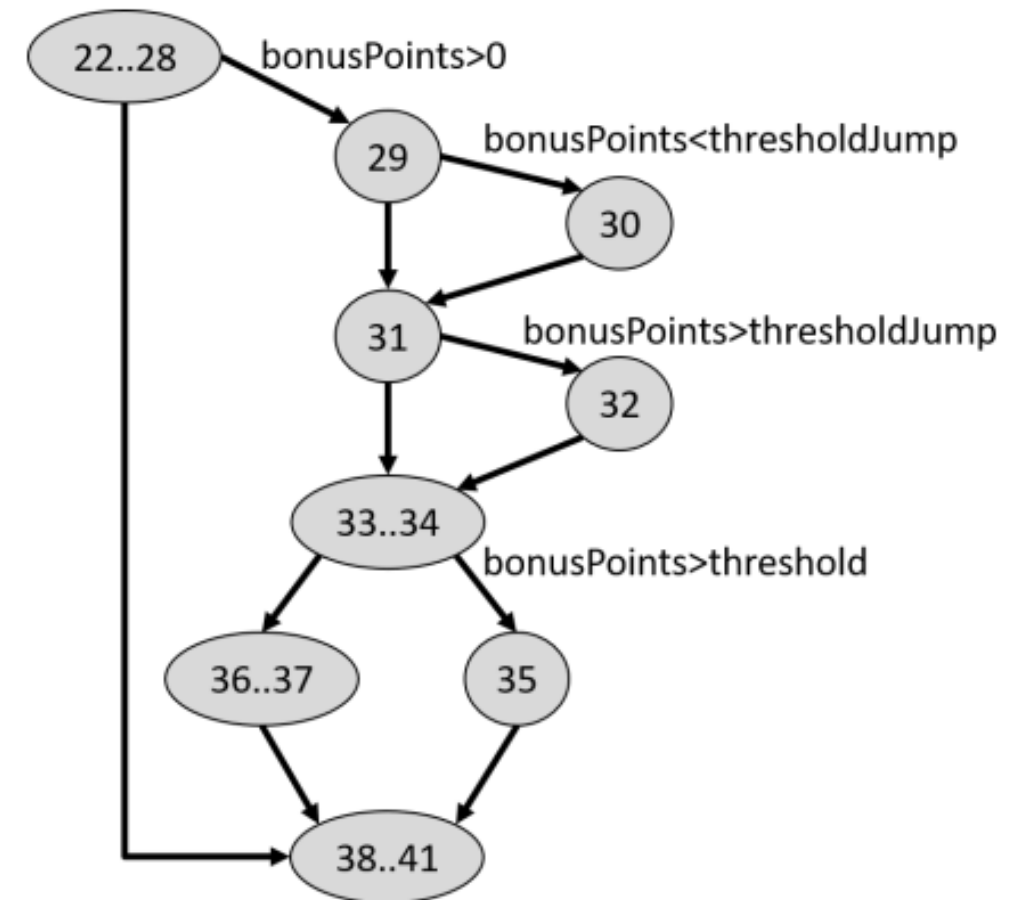 22..28
bonusPoints>0
29
bonusPoints<thresholdJump
30
31
bonusPoints>thresholdJump
32
33..34
bonusPoints>threshold
36..37
35
38..41